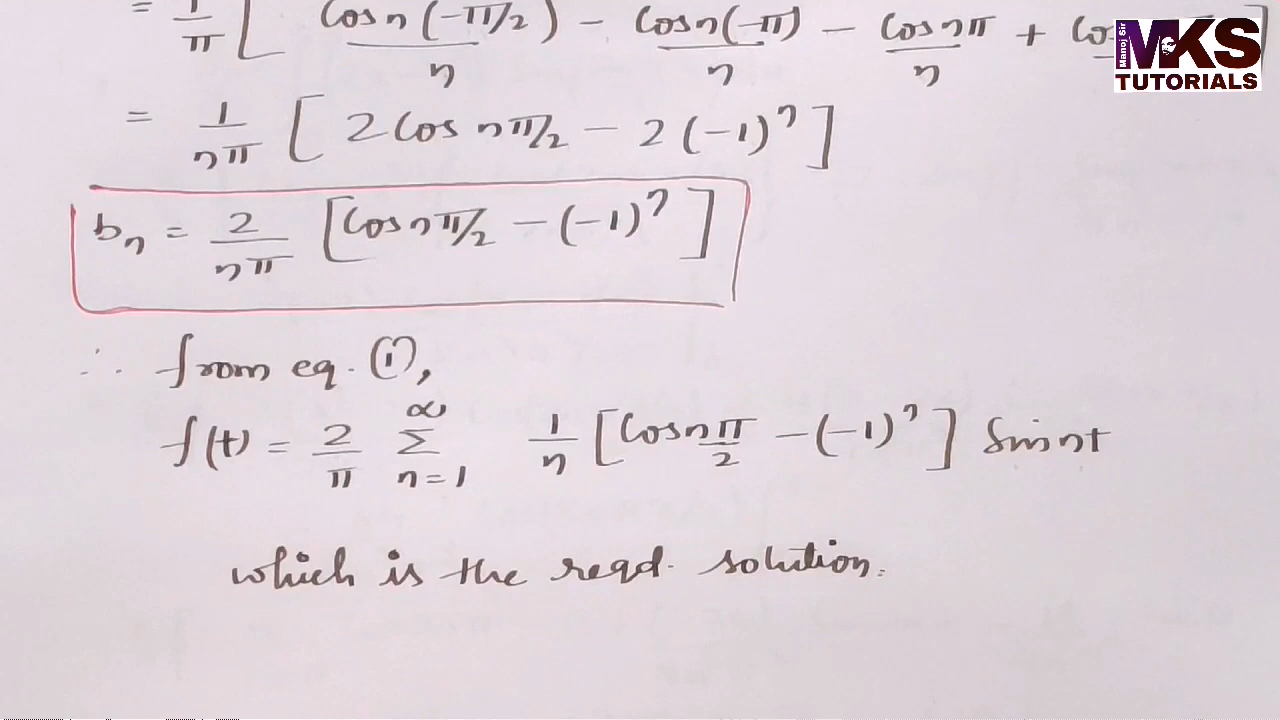 = 1/π [ Cos n(-π/2)/n - Cos n(-π)/n - Cos nπ/n + Co
Manoj Sir MKS
TUTORIALS
= 1/nπ [ 2 Cos nπ/2 - 2 (-1)^n ]
bn = 2/nπ [ Cos nπ/2 - (-1)^n ]
∴ from eq. (1),
f(t) = 2/π ∑_{n=1}^{∞} 1/n [ Cos nπ/2 - (-1)^n ] Sin nt
which is the reqd. solution.